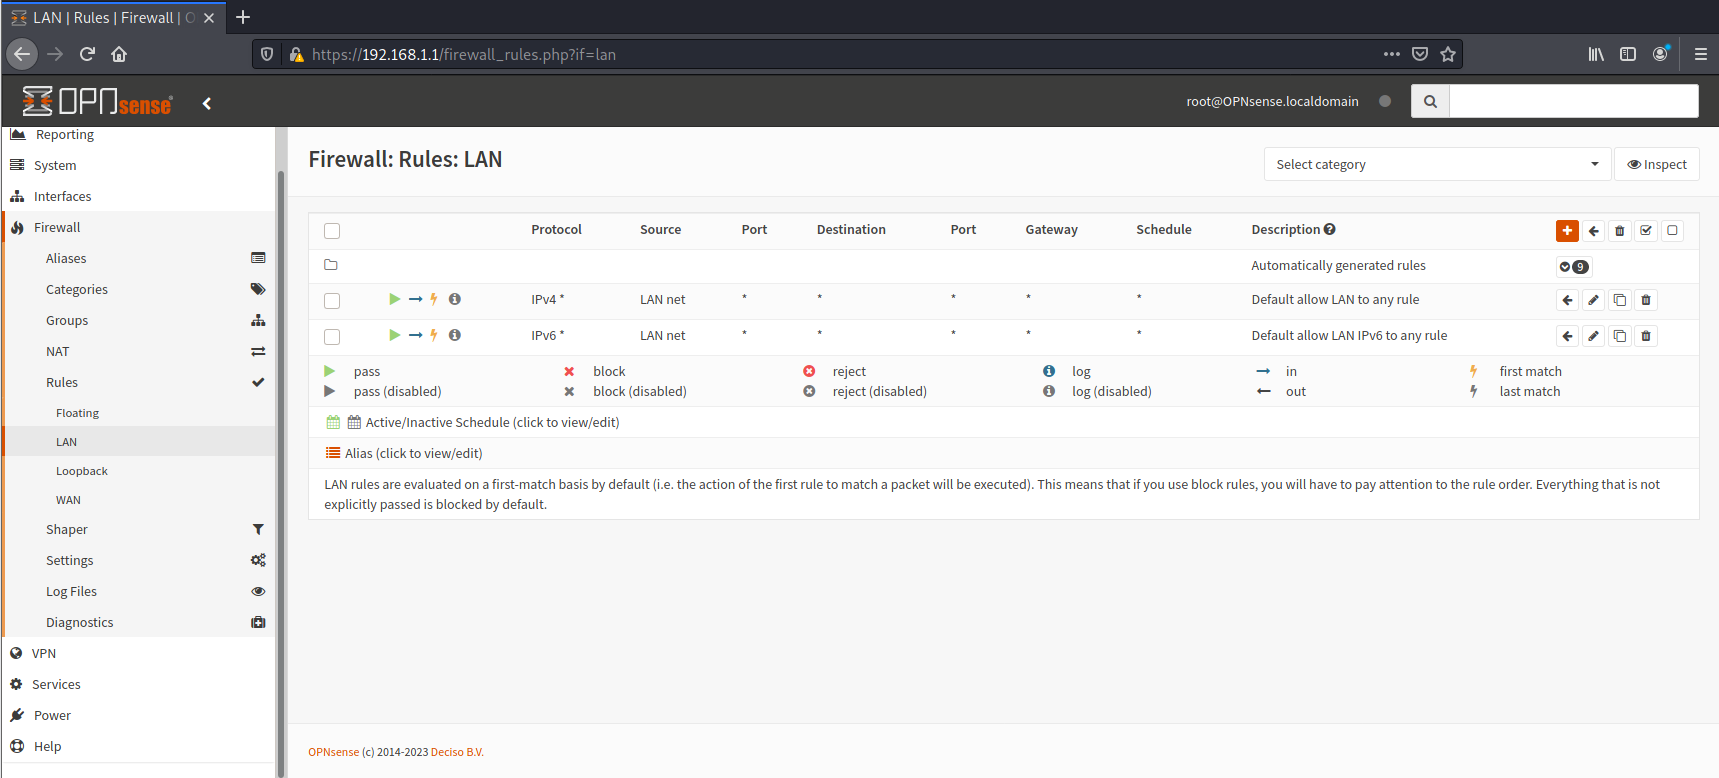 LAN | Rules | Firewall | O
https://192.168.1.1/firewall_rules.php?if=lan
OPNsense
root@OPNsense.localdomain
Reporting
System
Interfaces
Firewall
Aliases
Categories
Groups
NAT
Rules
Floating
LAN
Loopback
WAN
Shaper
Settings
Log Files
Diagnostics
VPN
Services
Power
Help
Firewall: Rules: LAN
Select category
Inspect
Protocol Source Port Destination Port Gateway Schedule Description
Automatically generated rules 9
IPv4 * LAN net * * * * * Default allow LAN to any rule
IPv6 * LAN net * * * * * Default allow LAN IPv6 to any rule
pass block reject log in first match
pass (disabled) block (disabled) reject (disabled) log (disabled) out last match
Active/Inactive Schedule (click to view/edit)
Alias (click to view/edit)
LAN rules are evaluated on a first-match basis by default (i.e. the action of the first rule to match a packet will be executed). This means that if you use block rules, you will have to pay attention to the rule order. Everything that is not
explicitly passed is blocked by default.
OPNsense (c) 2014-2023 Deciso B.V.